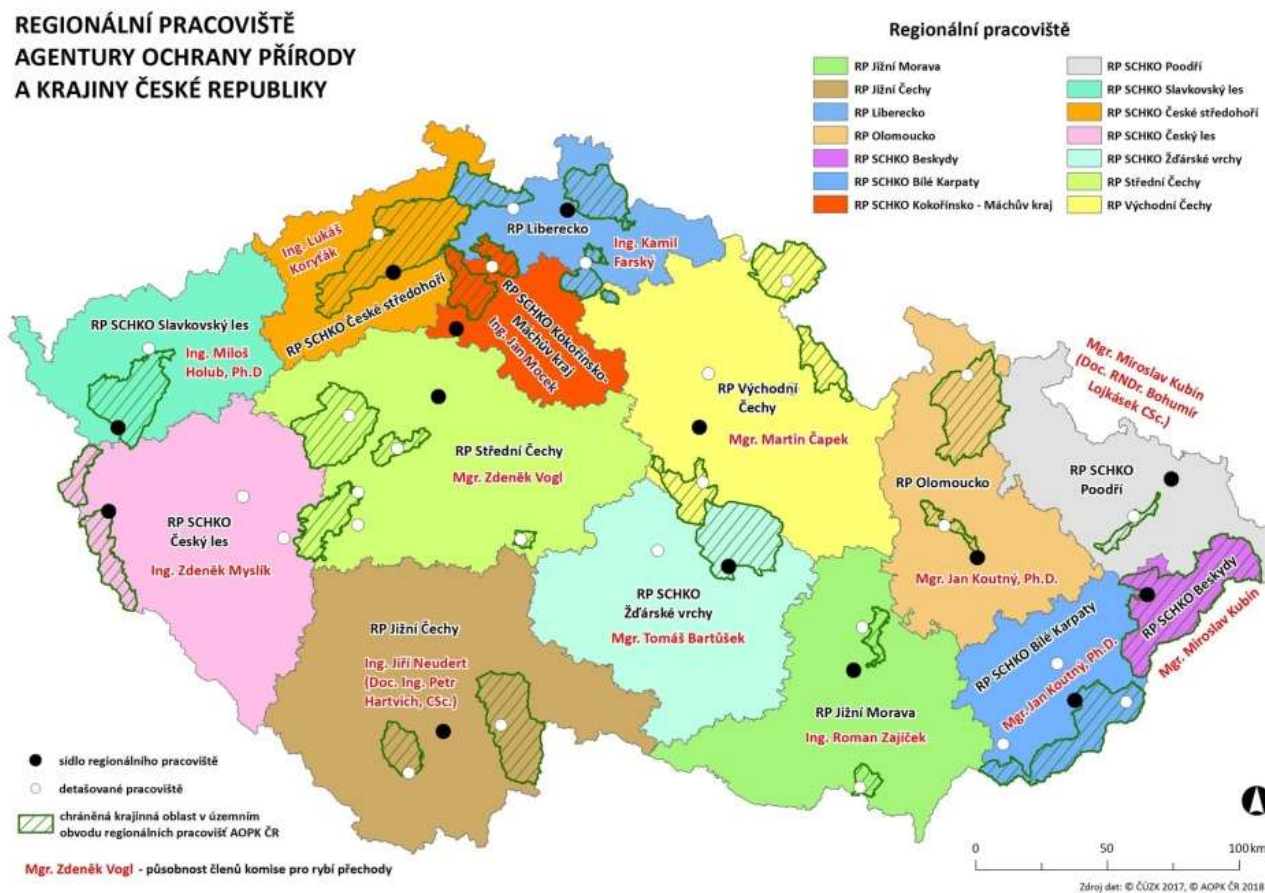 REGIONÁLNÍ PRACOVIŠTĚ
AGENTURY OCHRANY PŘÍRODY
A KRAJINY ČESKÉ REPUBLIKY
Regionální pracoviště
RP Jižní Morava
RP Jižní Čechy
RP Liberecko
RP Olomoucko
RP SCHKO Beskydy
RP SCHKO Bílé Karpaty
RP SCHKO Kokořínsko - Máchův kraj
RP SCHKO Poodří
RP SCHKO Slavkovský les
RP SCHKO České středohoří
RP SCHKO Český les
RP SCHKO Žďárské vrchy
RP Střední Čechy
RP Východní Čechy
Ing. Lukáš
Koryťák
RP SCHKO České středohoří
RP Liberecko
Ing. Kamil
Farský
RP SCHKO Kokořínsko-
Máchův kraj
Ing. Jan Mocek
RP SCHKO Slavkovský les
Ing. Miloš
Holub, Ph.D
RP Východní
Čechy
Mgr. Martin Čapek
RP Střední Čechy
Mgr. Zdeněk Vogl
Mgr. Miroslav Kubín
(Doc. RNDr. Bohumír
Lojkásek CSc.)
RP SCHKO
Poodří
RP Olomoucko
Mgr. Jan Koutný, Ph.D.
RP SCHKO
Český les
Ing. Zdeněk Myslík
RP SCHKO
Žďárské vrchy
Mgr. Tomáš Bartůšek
RP SCHKO Beskydy
Mgr. Miroslav Kubín
RP SCHKO Bílé Karpaty
Mgr. Jan Koutný, Ph.D.
RP Jižní Čechy
Ing. Jiří Neudert
(Doc. Ing. Petr
Hartvich, CSc.)
RP Jižní Morava
Ing. Roman Zajíček
sídlo regionálního pracoviště
detašované pracoviště
chráněná krajinná oblast v územním
obvodu regionálních pracovišť AOPK ČR
Mgr. Zdeněk Vogl - působnost členů komise pro rybí přechody
0 50 100 km
Zdroj dat: © ČÚZK 2017, © AOPK ČR 2018